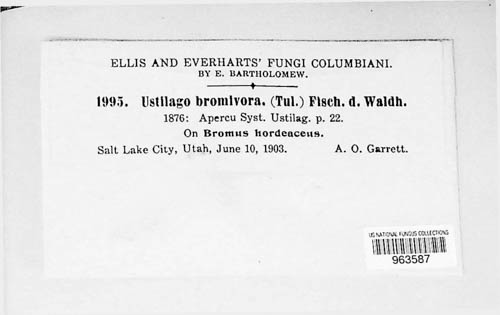 ELLIS AND EVERHARTS' FUNGI COLUMBIANI.
BY E. BARTHOLOMEW.
1995. Ustilago bromivora. (Tul.) Fisch. d. Waldh.
1876: Apercu Syst. Ustilag. p. 22.
On Bromus hordeaceus.
Salt Lake City, Utah, June 10, 1903. A. O. Garrett.
US NATIONAL FUNGUS COLLECTIONS
963587